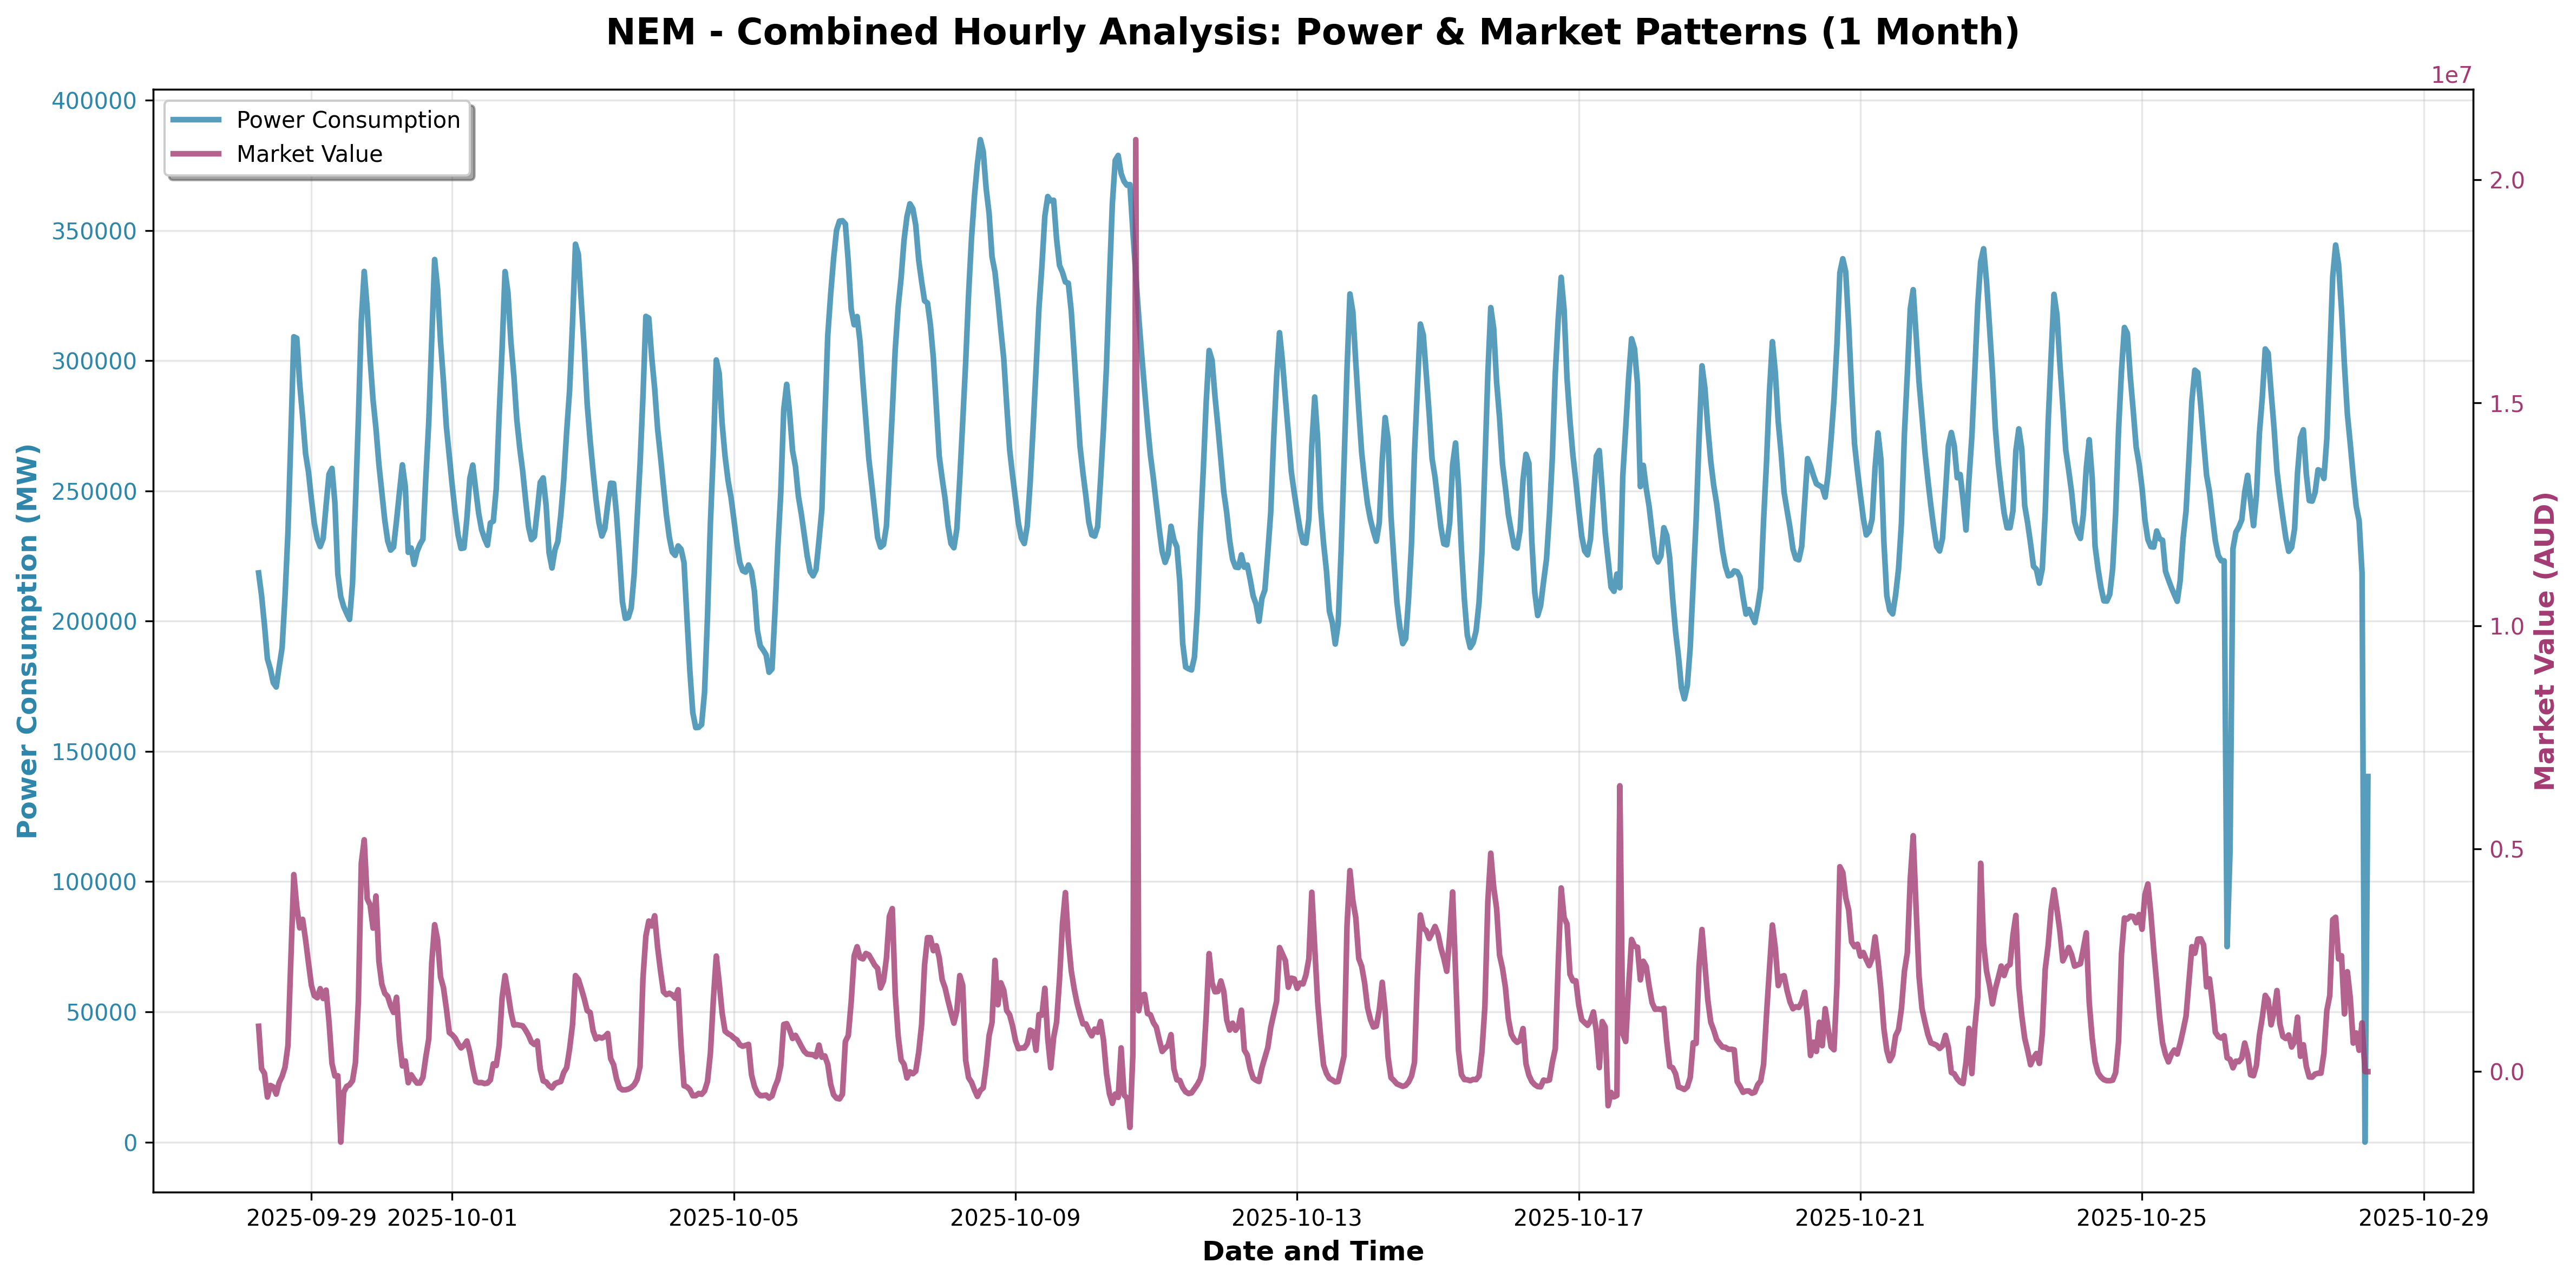 NEM - Combined Hourly Analysis: Power & Market Patterns (1 Month)
1e7
Power Consumption
Market Value
400000
350000
300000
250000
200000
150000
100000
50000
0
Power Consumption (MW)
2.0
1.5
1.0
0.5
0.0
Market Value (AUD)
2025-09-29 2025-10-01 2025-10-05 2025-10-09 2025-10-13 2025-10-17 2025-10-21 2025-10-25 2025-10-29
Date and Time